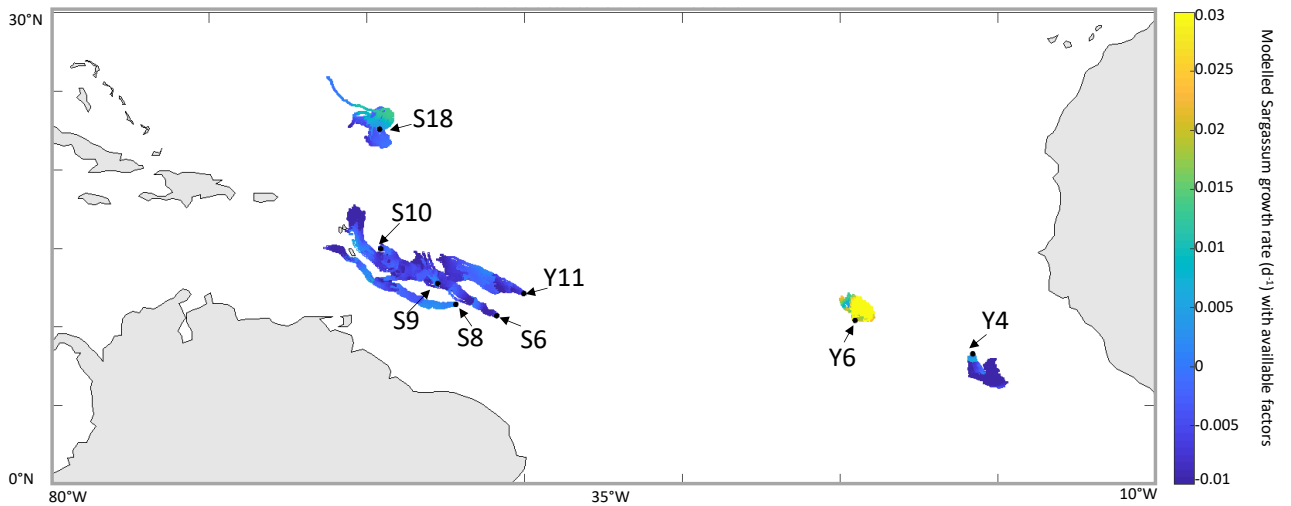 30°N
0.03
0.025
0.02
0.015
0.01
0.005
0
-0.005
-0.01
Modelled Sargassum growth rate (d⁻¹) with availlable factors
S18
S10
Y11
S9
S8
S6
Y6
Y4
0°N
80°W
35°W
10°W